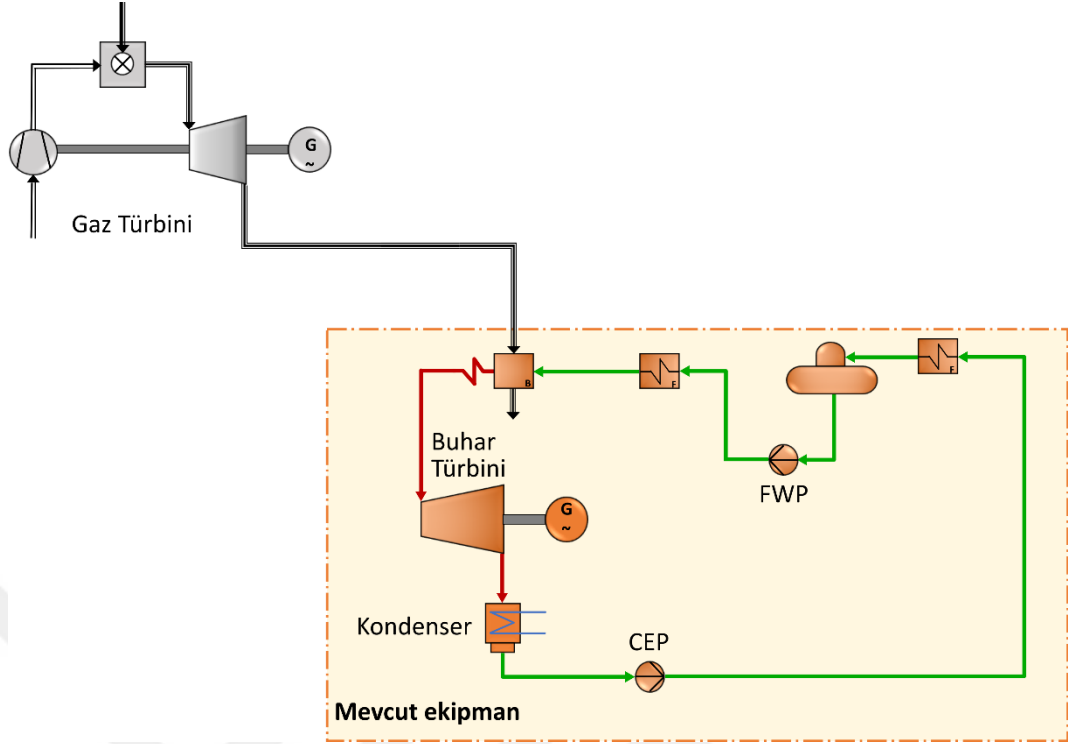 G
~
Gaz Türbini
B
F
F
Buhar
Türbini
FWP
G
~
Kondenser
CEP
Mevcut ekipman